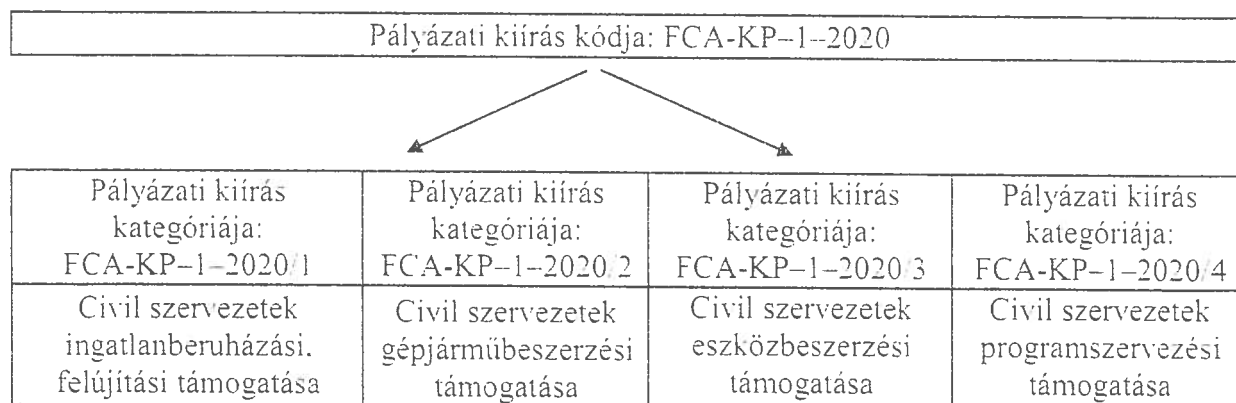 Pályázati kiírás kódja: FCA-KP–1–2020
Pályázati kiírás
kategóriája:
FCA-KP–1–2020/1
Pályázati kiírás
kategóriája:
FCA-KP–1–2020/2
Pályázati kiírás
kategóriája:
FCA-KP–1–2020/3
Pályázati kiírás
kategóriája:
FCA-KP–1–2020/4
Civil szervezetek
ingatlanberuházási.
felújítási támogatása
Civil szervezetek
gépjárműbeszerzési
támogatása
Civil szervezetek
eszközbeszerzési
támogatása
Civil szervezetek
programszervezési
támogatása